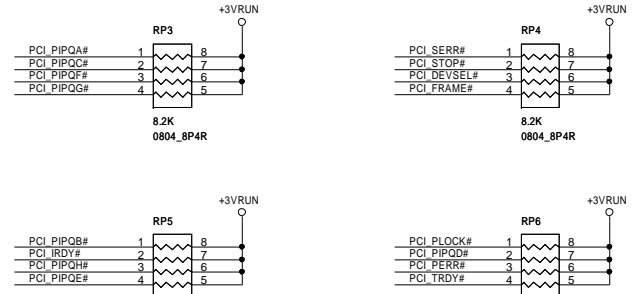 +3VRUN
RP3
PCI_PIPQA# 1 8
PCI_PIPQC# 2 7
PCI_PIPQF# 3 6
PCI_PIPQG# 4 5
8.2K
0804_8P4R
+3VRUN
RP4
PCI_SERR# 1 8
PCI_STOP# 2 7
PCI_DEVSEL# 3 6
PCI_FRAME# 4 5
8.2K
0804_8P4R
+3VRUN
RP5
PCI_PIPQB# 1 8
PCI_IRDY# 2 7
PCI_PIPQH# 3 6
PCI_PIPQE# 4 5
+3VRUN
RP6
PCI_PLOCK# 1 8
PCI_PIPQD# 2 7
PCI_PERR# 3 6
PCI_TRDY# 4 5